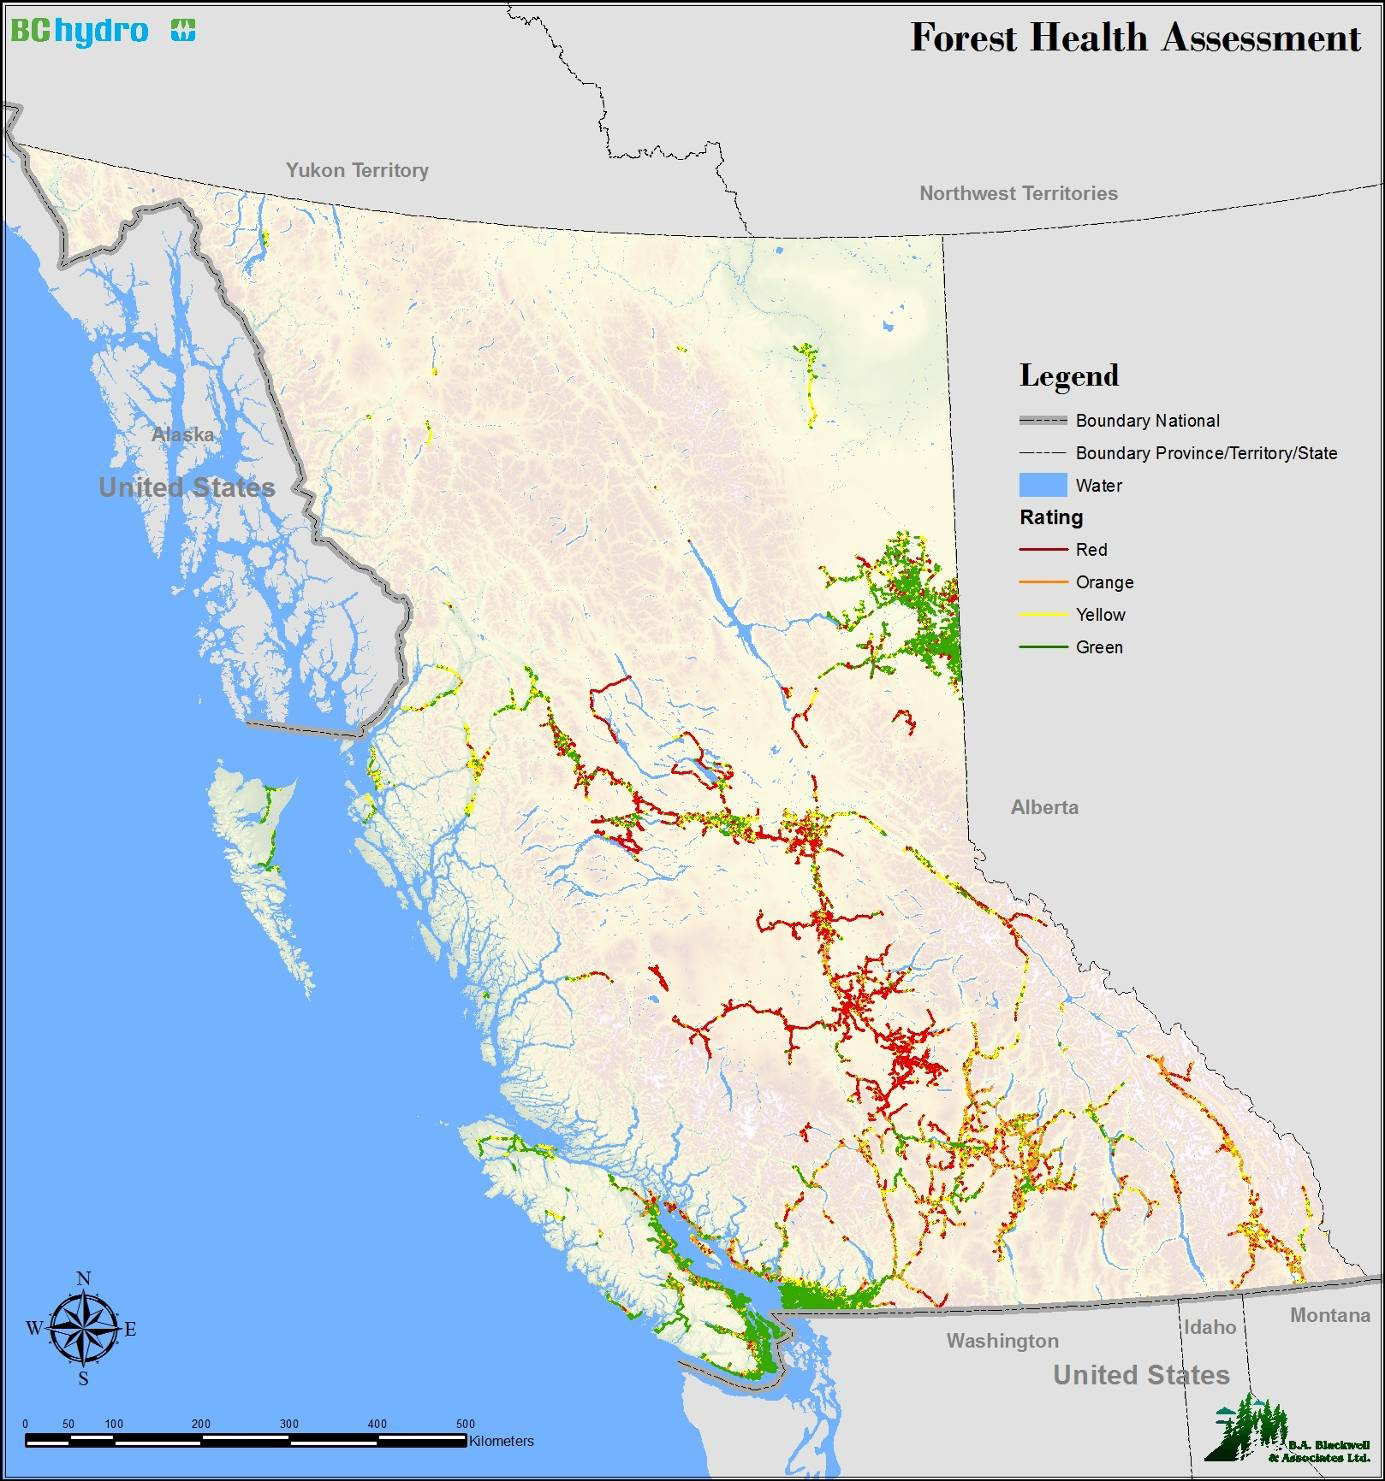 BC hydro
Forest Health Assessment
Yukon Territory
Northwest Territories
Legend
Boundary National
Boundary Province/Territory/State
Water
Rating
Red
Orange
Yellow
Green
Alaska
United States
Alberta
N
W E
S
Washington
Idaho
Montana
United States
0 50 100 200 300 400 500
Kilometers
B.A. Blackwell
& Associates Ltd.